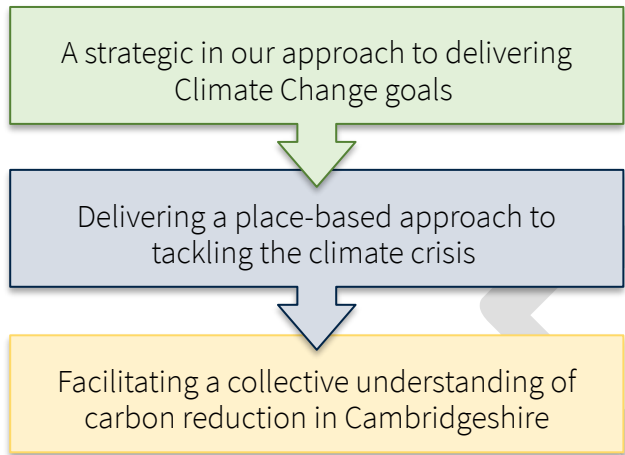 A strategic in our approach to delivering
Climate Change goals
Delivering a place-based approach to
tackling the climate crisis
Facilitating a collective understanding of
carbon reduction in Cambridgeshire